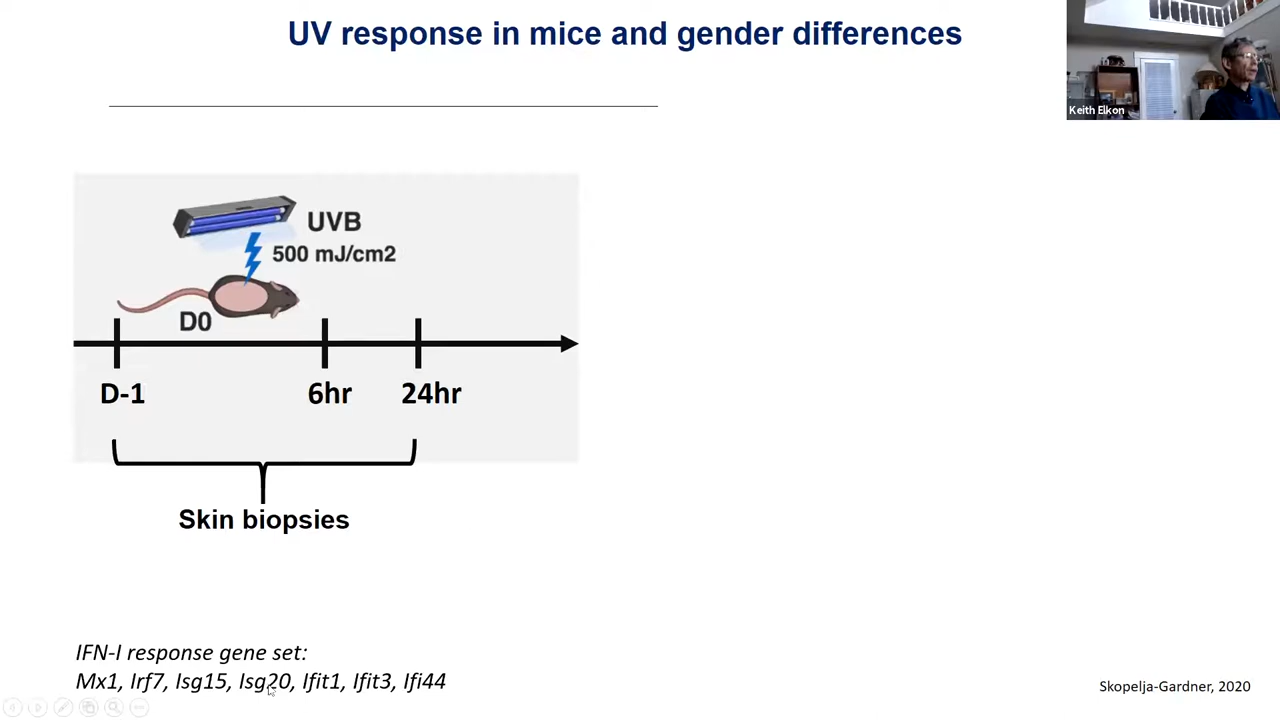 UV response in mice and gender differences
Keith Elkon
UVB
500 mJ/cm2
D0
D-1
6hr
24hr
Skin biopsies
IFN-I response gene set:
Mx1, Irf7, Isg15, Isg20, Ifit1, Ifit3, Ifi44
Skopelja-Gardner, 2020